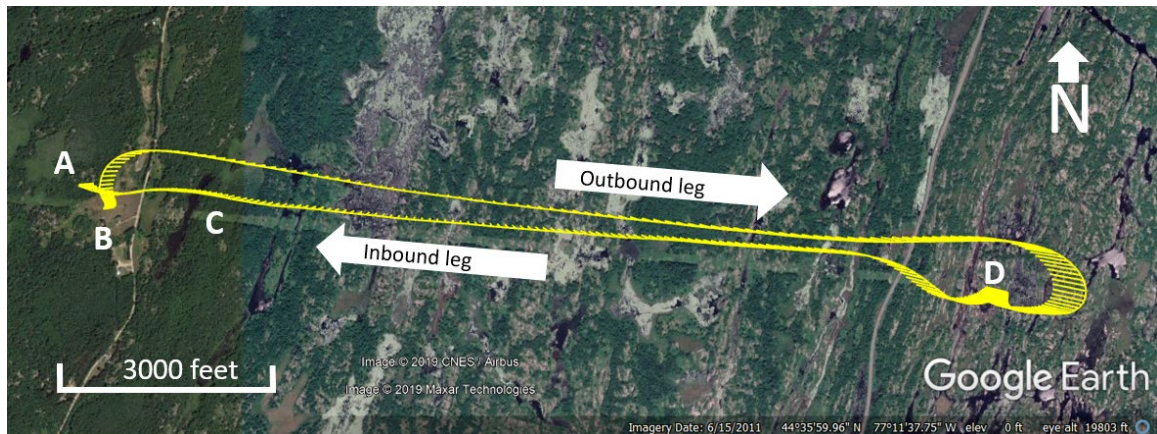 A
B
C
D
N
Outbound leg
Inbound leg
3000 feet
Image © 2019 CNES / Airbus
Image © 2019 Maxar Technologies
Google Earth
Imagery Date: 6/15/2011 44°35'59.96" N 77°11'37.75" W elev 0 ft eye alt 19803 ft